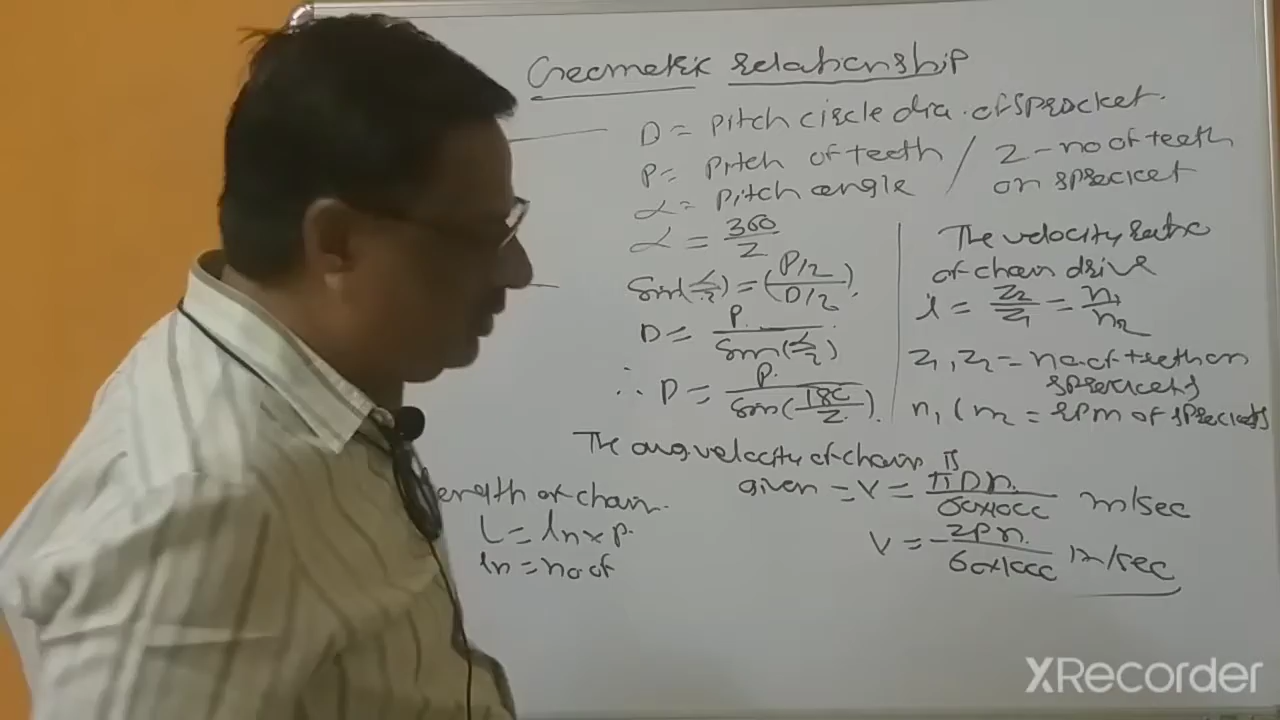 Geometric relationship
D = Pitch circle dia. of sprocket.
P = Pitch of teeth / Z - no of teeth
on sprocket
α = Pitch angle
α = 360/Z
Sin(α/2) = (P/2 / D/2).
D = P. / Sin(α/2)
∴ D = P. / Sin(180/Z).
The velocity ratio
of chain drive
i = Z2/Z1 = n1/n2
Z1, Z2 - no. of teeth on
sprockets
n1, n2 = rpm of sprockets
The avg velocity of chain is
given = V = πDn. / 60x1000 m/sec
V = ZPn. / 60x1000 m/sec
ength of chain.
L = Ln x P.
Ln = no of
XRecorder